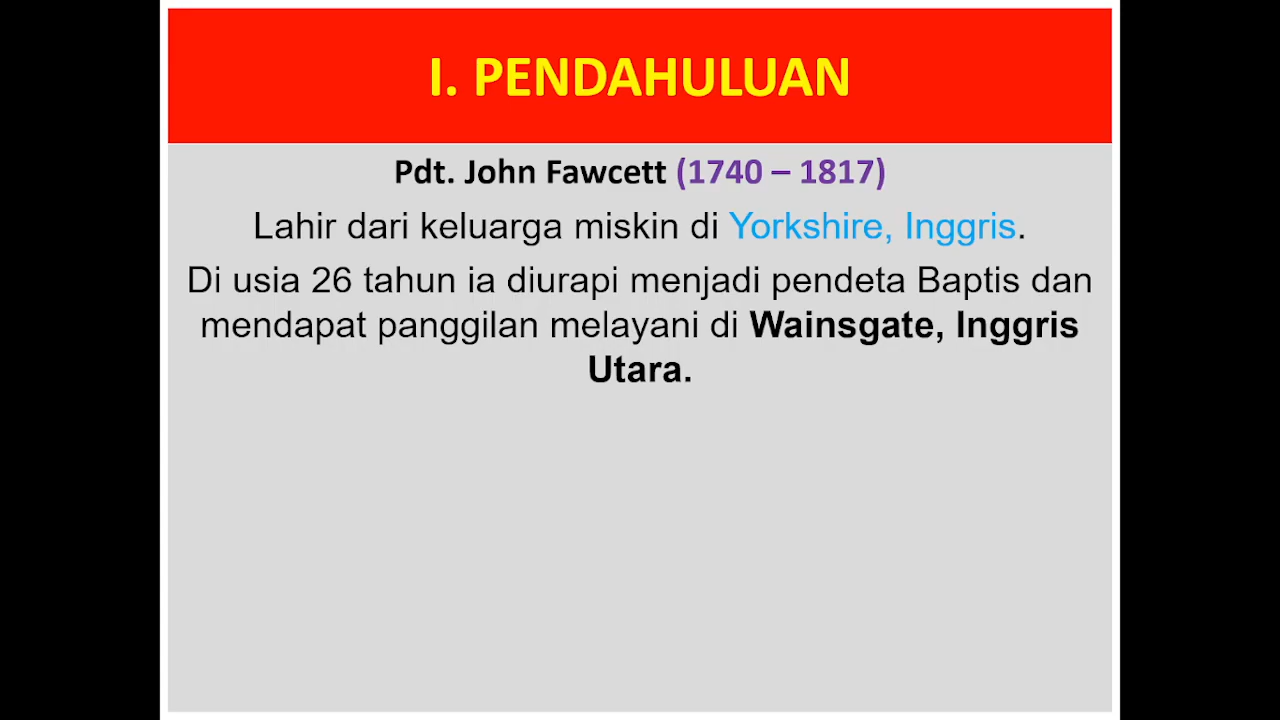 I. PENDAHULUAN
Pdt. John Fawcett (1740 – 1817)
Lahir dari keluarga miskin di Yorkshire, Inggris.
Di usia 26 tahun ia diurapi menjadi pendeta Baptis dan
mendapat panggilan melayani di Wainsgate, Inggris
Utara.